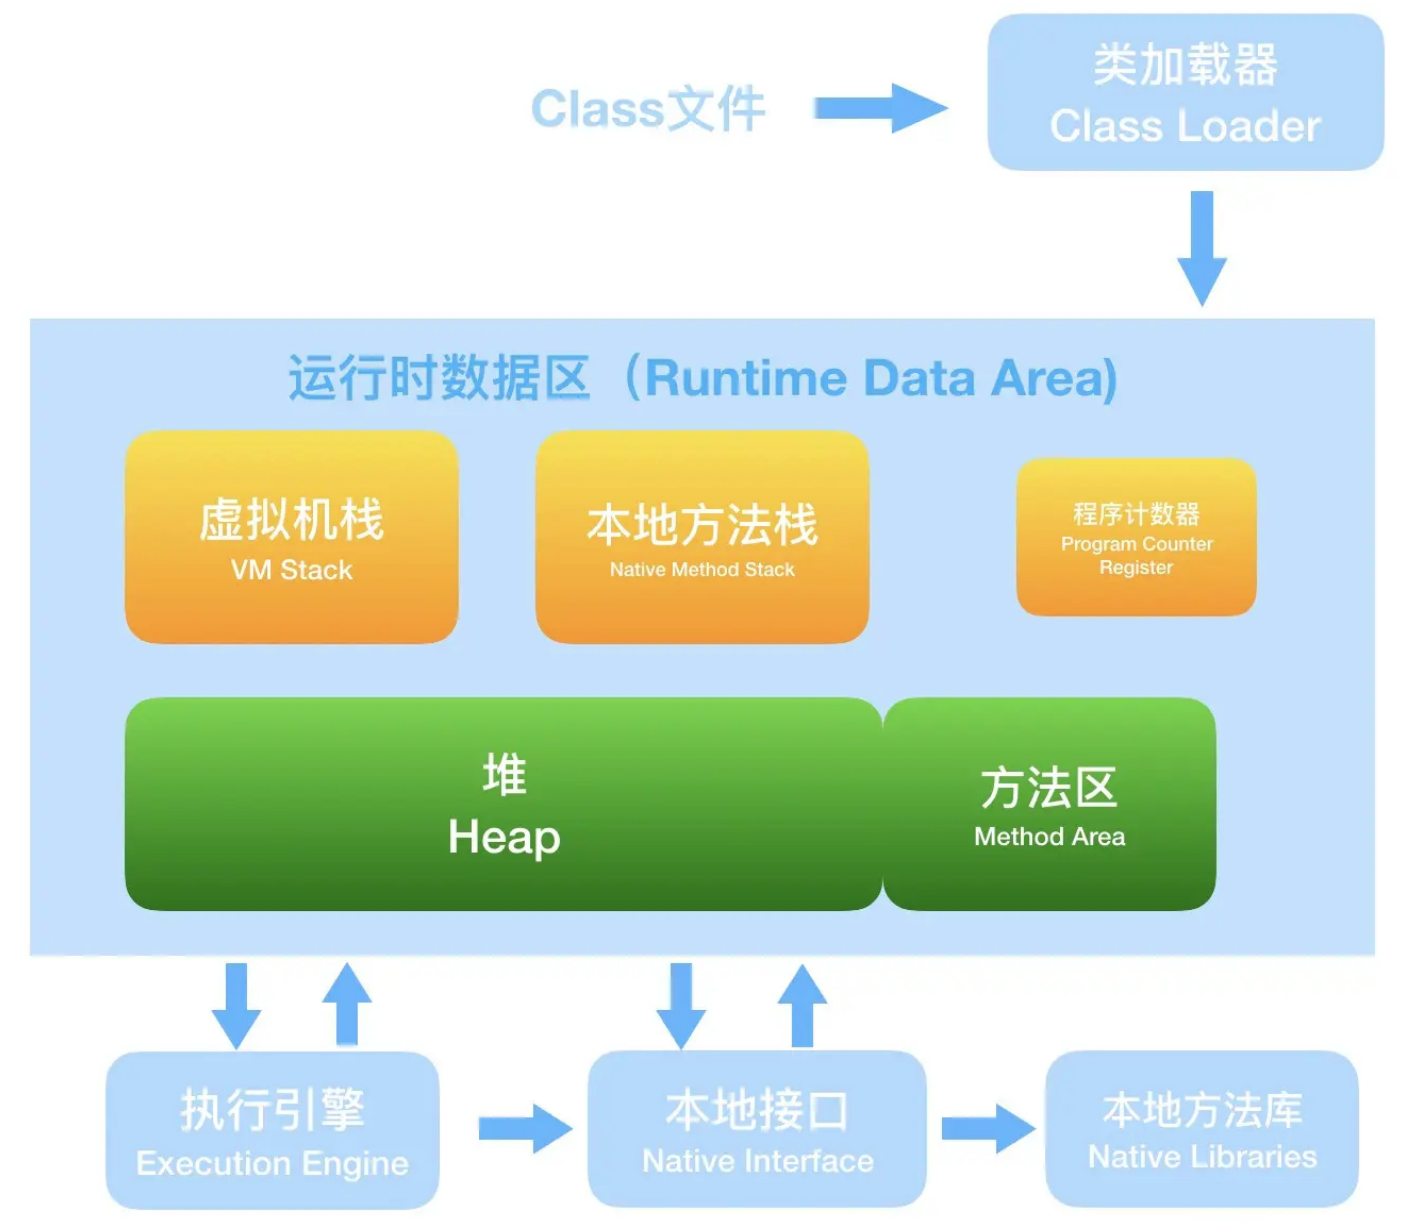 Class文件
类加载器
Class Loader
运行时数据区（Runtime Data Area)
虚拟机栈
VM Stack
本地方法栈
Native Method Stack
程序计数器
Program Counter
Register
堆
Heap
方法区
Method Area
执行引擎
Execution Engine
本地接口
Native Interface
本地方法库
Native Libraries